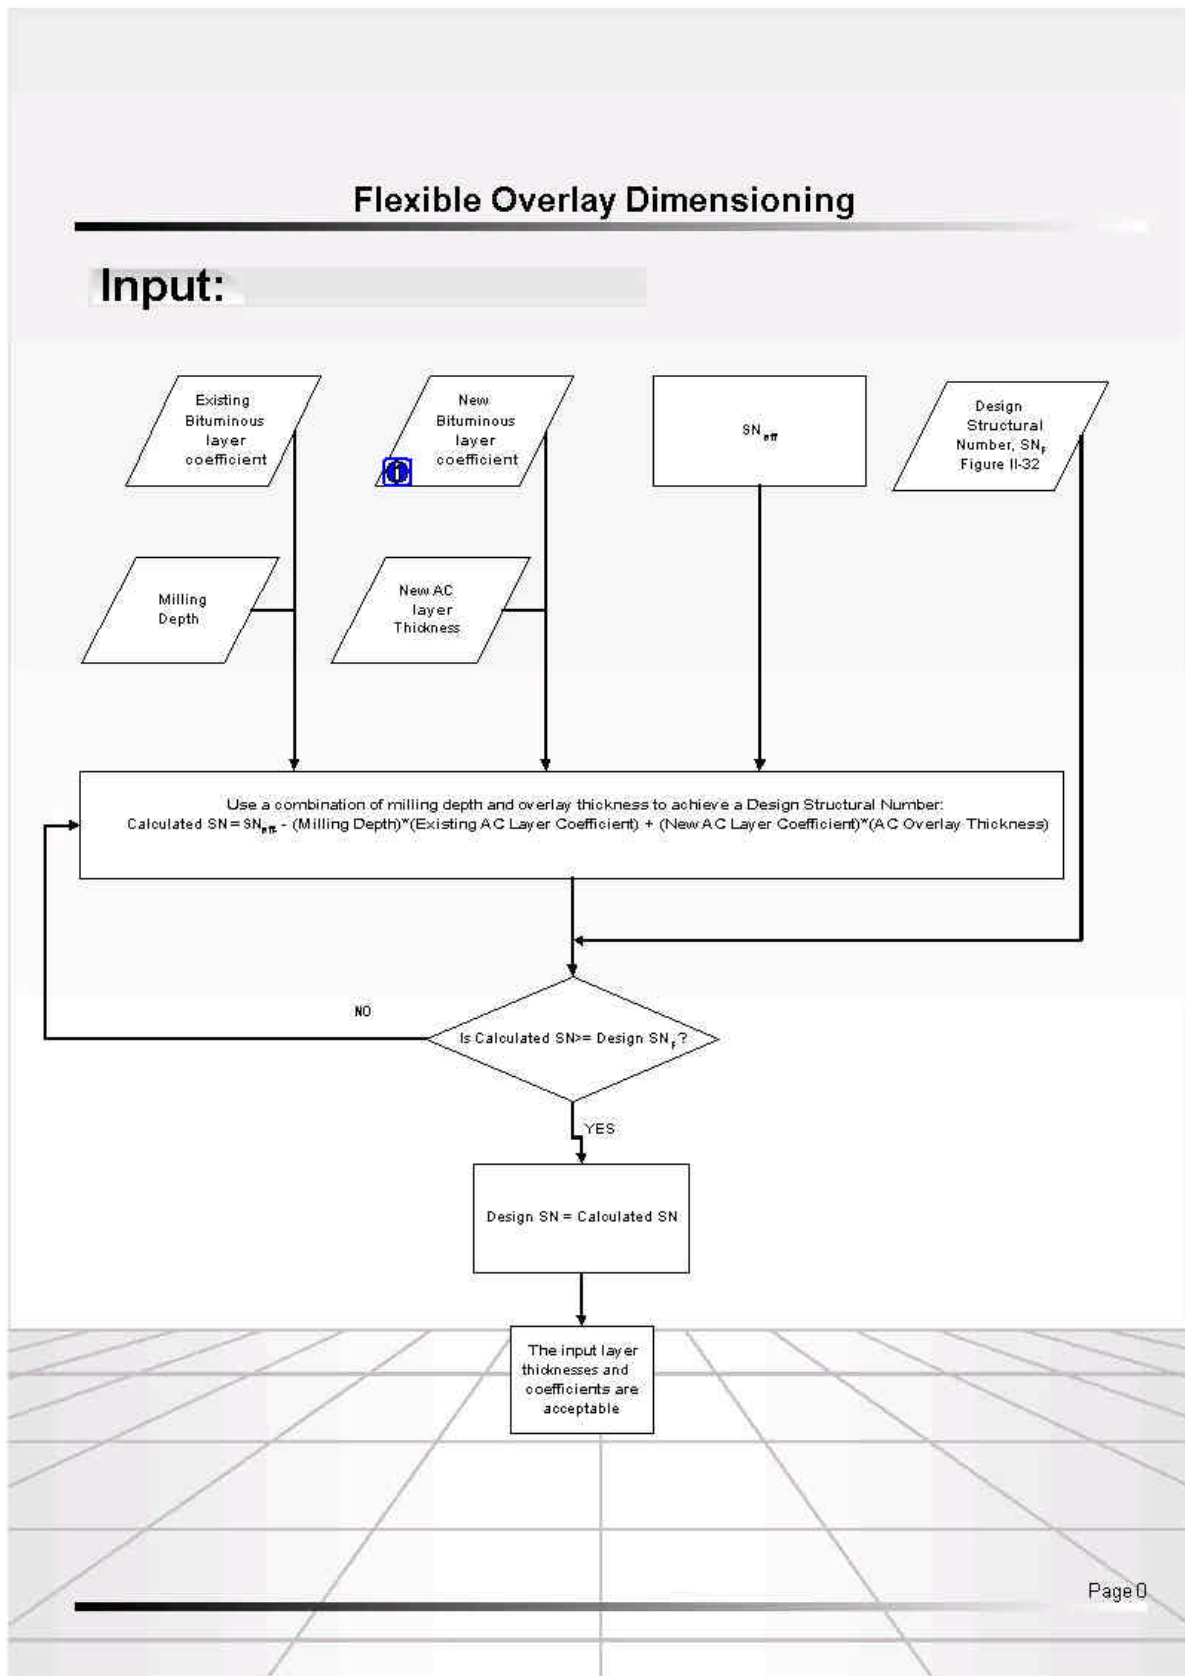 Flexible Overlay Dimensioning
Input:
Existing
Bituminous
layer
coefficient
New
Bituminous
layer
coefficient
SN eff
Design
Structural
Number, SNF
Figure II-32
Milling
Depth
New AC
layer
Thickness
Use a combination of milling depth and overlay thickness to achieve a Design Structural Number:
Calculated SN = SNeff - (Milling Depth)*(Existing AC Layer Coefficient) + (New AC Layer Coefficient)*(AC Overlay Thickness)
NO
Is Calculated SN>= Design SNF?
YES
Design SN = Calculated SN
The input layer
thicknesses and
coefficients are
acceptable
Page 0